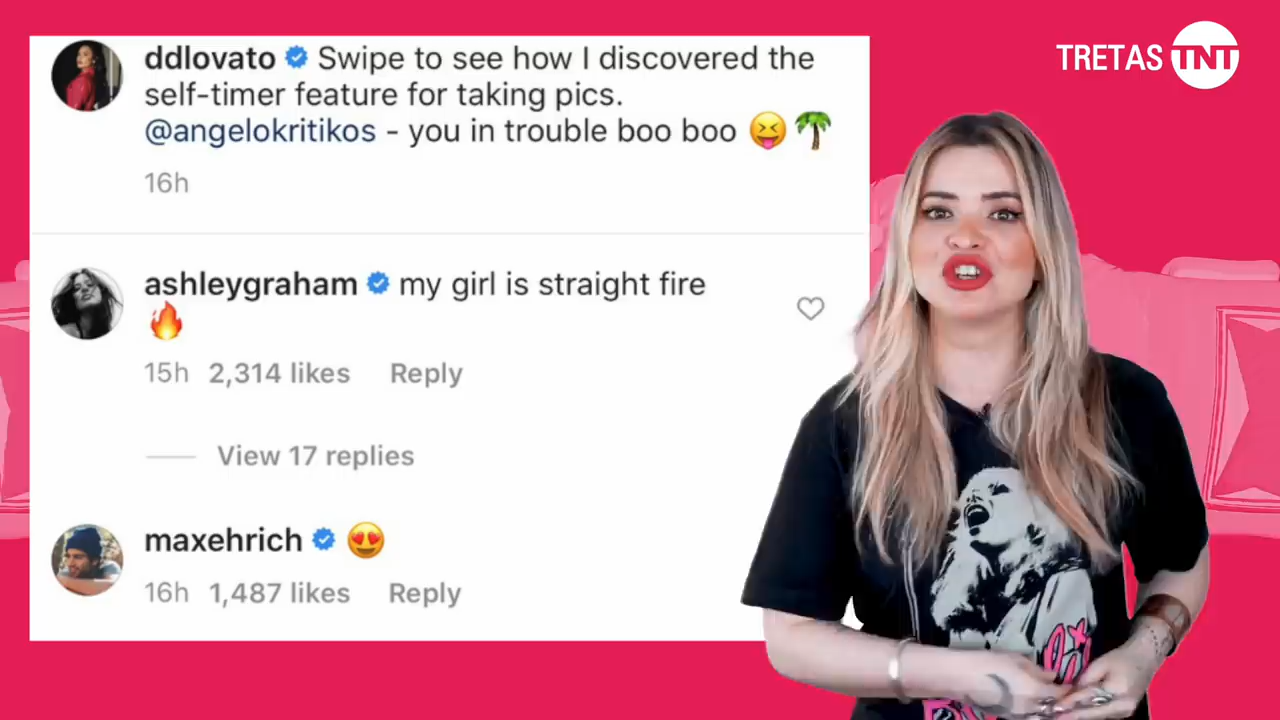 ddlovato Swipe to see how I discovered the
self-timer feature for taking pics.
@angelokritikos - you in trouble boo boo 😝🌴
16h
ashleygraham my girl is straight fire
🔥
15h 2,314 likes Reply
View 17 replies
maxehrich 😍
16h 1,487 likes Reply
TRETAS TNT